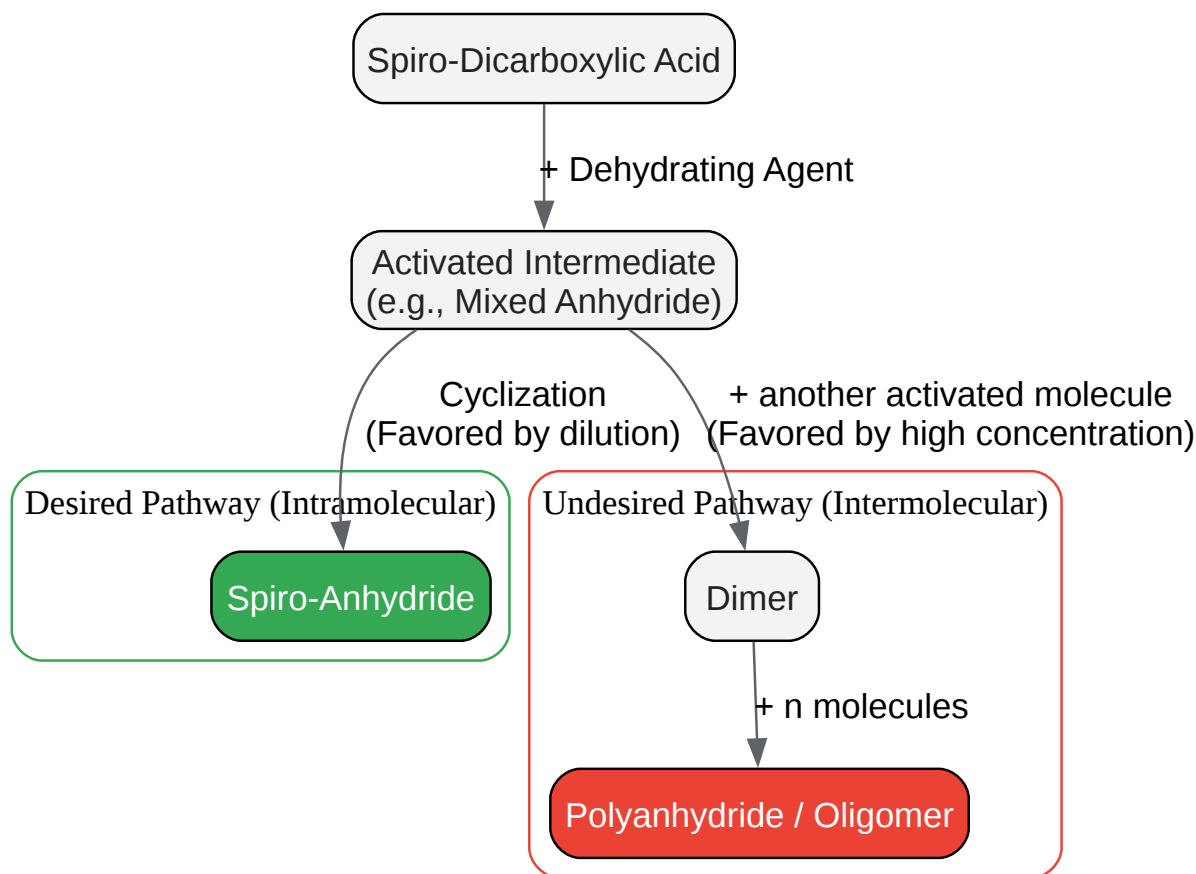 Spiro-Dicarboxylic Acid
+ Dehydrating Agent
Activated Intermediate
(e.g., Mixed Anhydride)
Cyclization
(Favored by dilution)
+ another activated molecule
(Favored by high concentration)
Desired Pathway (Intramolecular)
Spiro-Anhydride
Undesired Pathway (Intermolecular)
Dimer
+ n molecules
Polyanhydride / Oligomer